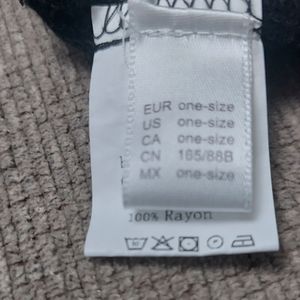 EUR one-size
US one-size
CA one-size
CN 165/88B
MX one-size
100% Rayon